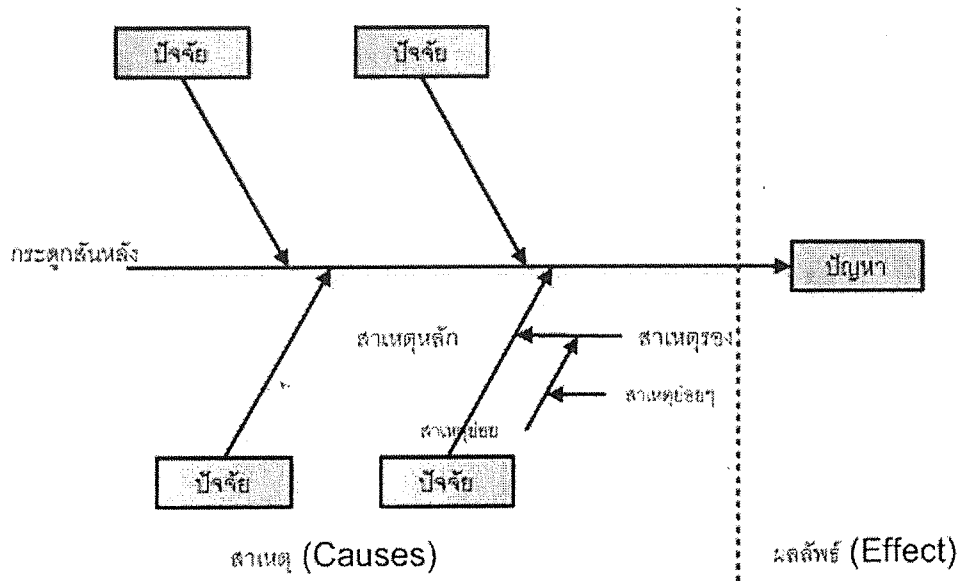 ปัจจัย
ปัจจัย
กระดูกสันหลัง
ปัญหา
สาเหตุหลัก
สาเหตุรอง
สาเหตุย่อยๆ
สาเหตุย่อย
ปัจจัย
ปัจจัย
สาเหตุ (Causes)
ผลลัพธ์ (Effect)